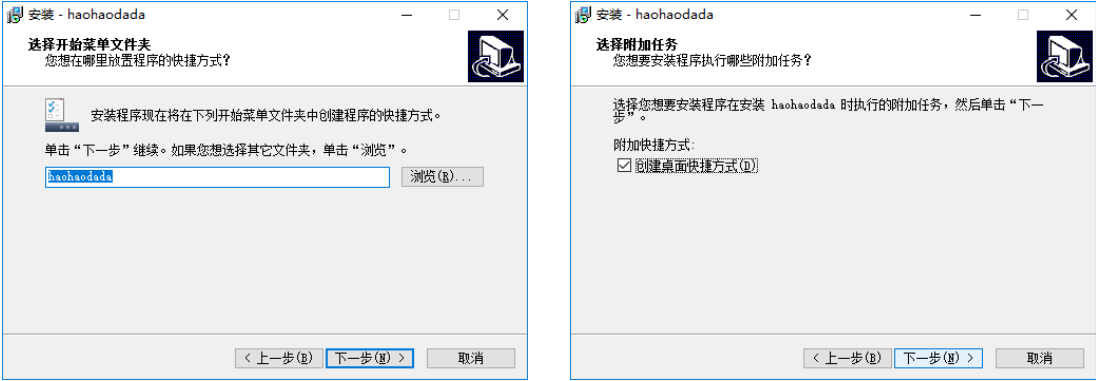 安装 - haohaodada
选择开始菜单文件夹
您想在哪里放置程序的快捷方式?
安装程序现在将在下列开始菜单文件夹中创建程序的快捷方式。
单击“下一步”继续。如果您想选择其它文件夹，单击“浏览”。
haohaodada
浏览(R)...
< 上一步(B)
下一步(N) >
取消
安装 - haohaodada
选择附加任务
您想要安装程序执行哪些附加任务?
选择您想要安装程序在安装 haohaodada 时执行的附加任务，然后单击“下一
步”。
附加快捷方式:
创建桌面快捷方式(D)
< 上一步(B)
下一步(N) >
取消